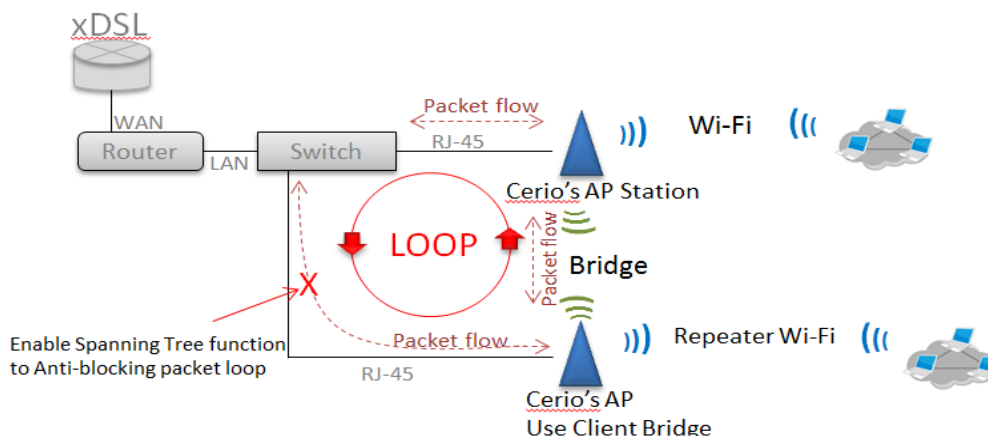 xDSL
WAN
Router
LAN
Switch
Packet flow
RJ-45
Wi-Fi
Cerio's AP Station
LOOP
Packet flow
Bridge
X
Enable Spanning Tree function
to Anti-blocking packet loop
Packet flow
RJ-45
Repeater Wi-Fi
Cerio's AP
Use Client Bridge